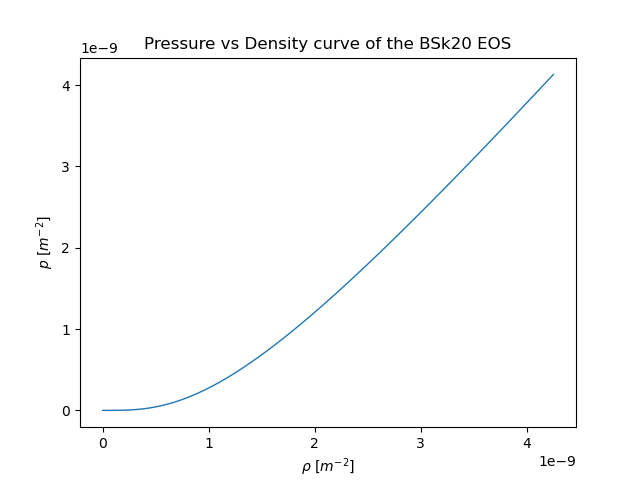 Pressure vs Density curve of the BSk20 EOS
1e−9
4
3
2
1
0
p [m⁻²]
0 1 2 3 4
1e−9
ρ [m⁻²]